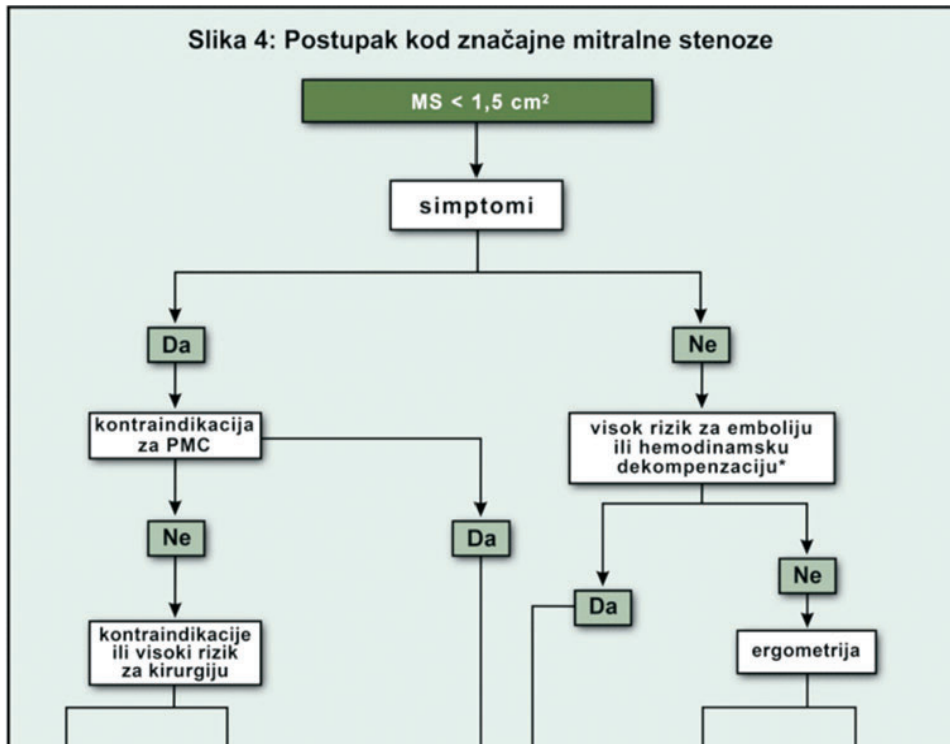 Slika 4: Postupak kod značajne mitralne stenoze
MS < 1,5 cm²
simptomi
Da
Ne
kontraindikacija
za PMC
visok rizik za emboliju
ili hemodinamsku
dekompenzaciju*
Ne
Da
Da
Ne
kontraindikacije
ili visoki rizik
za kirurgiju
ergometrija